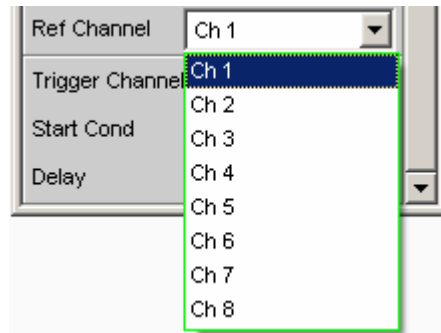 Ref Channel Ch 1
Trigger Channel Ch 1
Ch 2
Start Cond Ch 3
Delay Ch 4
Ch 5
Ch 6
Ch 7
Ch 8